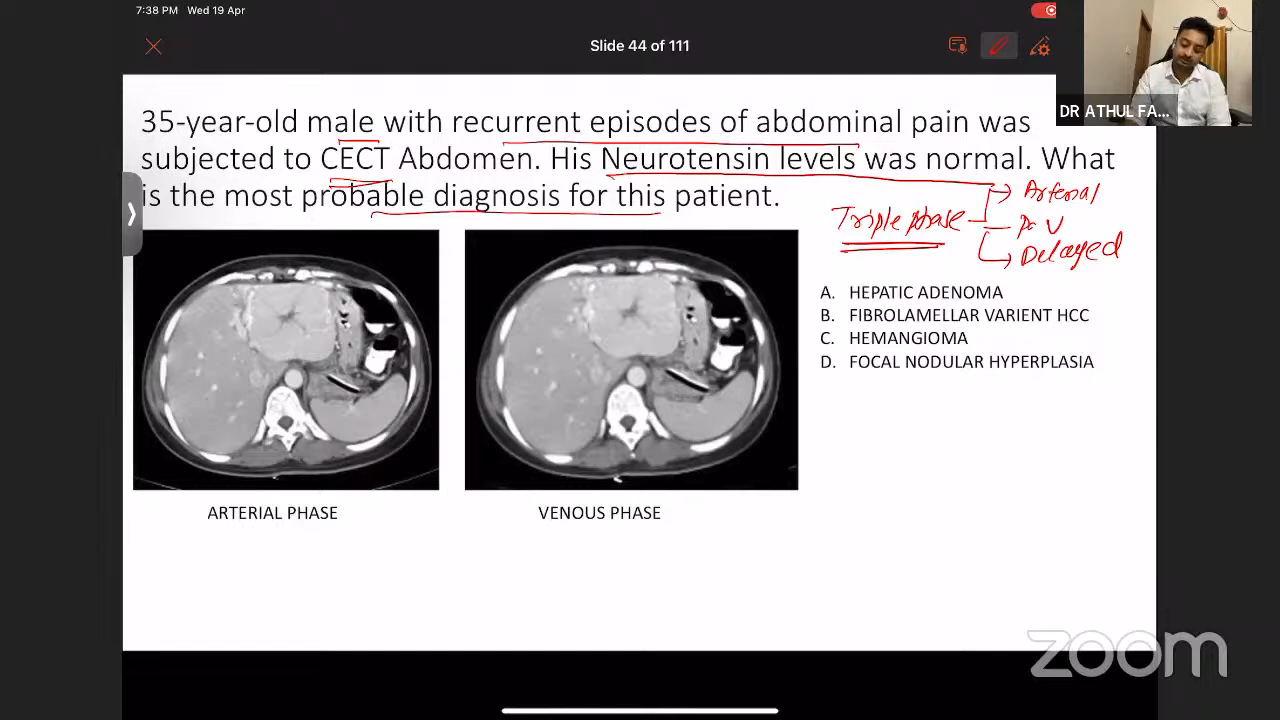 7:38 PM Wed 19 Apr
Slide 44 of 111
DR ATHUL FA...
35-year-old male with recurrent episodes of abdominal pain was
subjected to CECT Abdomen. His Neurotensin levels was normal. What
is the most probable diagnosis for this patient.
Triple phase
Arterial
PV
Delayed
A. HEPATIC ADENOMA
B. FIBROLAMELLAR VARIENT HCC
C. HEMANGIOMA
D. FOCAL NODULAR HYPERPLASIA
ARTERIAL PHASE
VENOUS PHASE
zoom